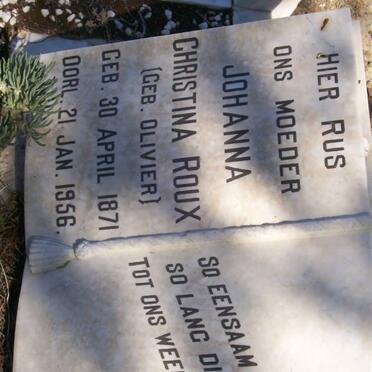 HIER RUS
ONS MOEDER
JOHANNA
CHRISTINA ROUX
(GEB. OLIVIER)
GEB. 30 APRIL 1871
OORL. 21 JAN. 1956.
SO EENSAAM
SO LANG
TOT ONS